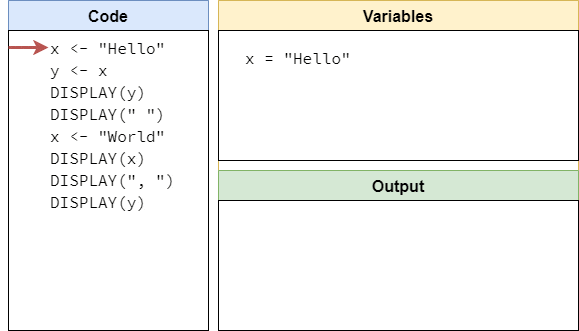 Code
x <- "Hello"
y <- x
DISPLAY(y)
DISPLAY(" ")
x <- "World"
DISPLAY(x)
DISPLAY(", ")
DISPLAY(y)
Variables
x = "Hello"
Output